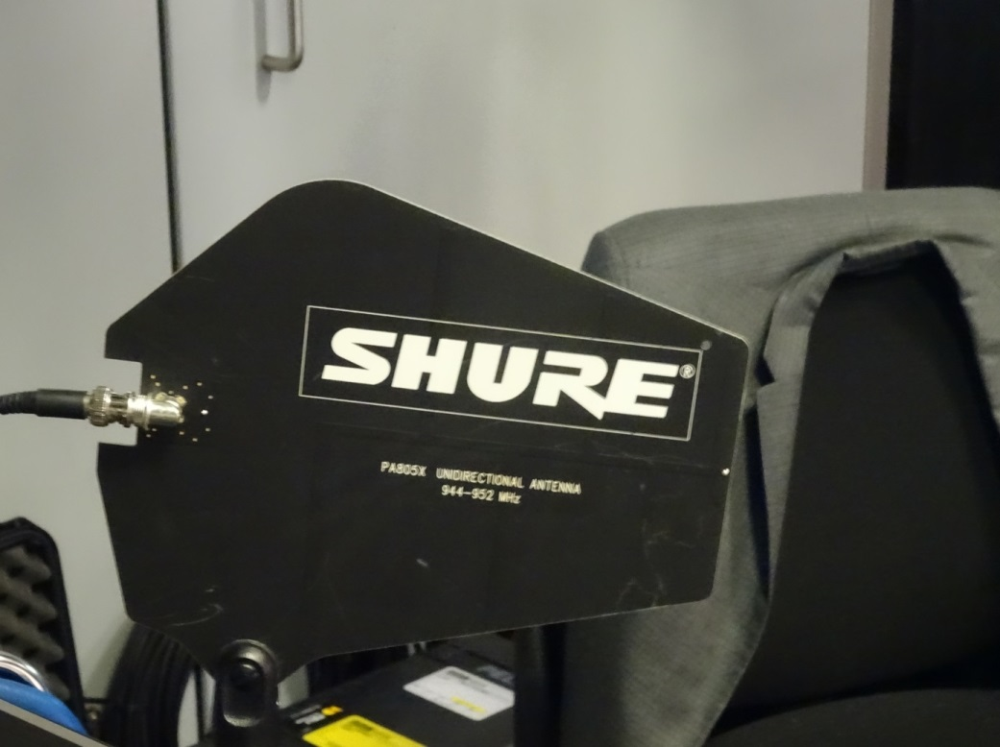 SHURE®
PA805X UNIDIRECTIONAL ANTENNA
944-952 MHz